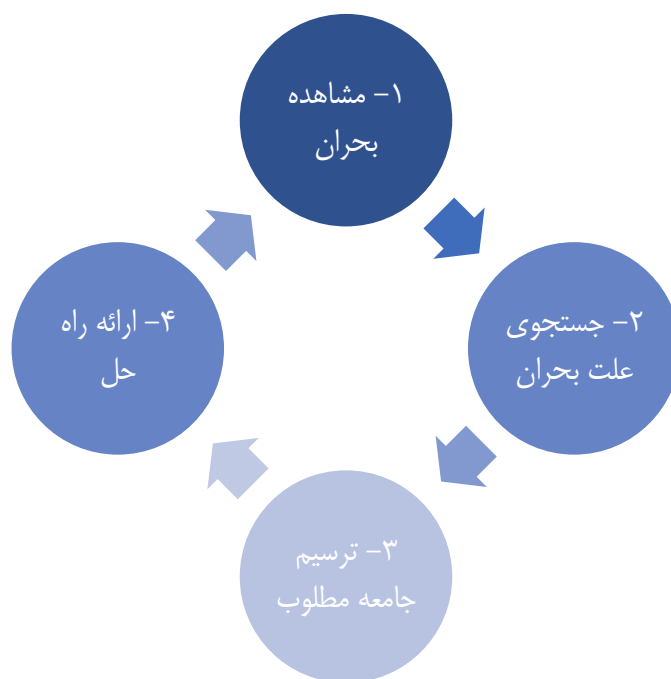 ۱- مشاهده
بحران
۲- جستجوی
علت بحران
۳- ترسیم
جامعه مطلوب
۴- ارائه راه
حل